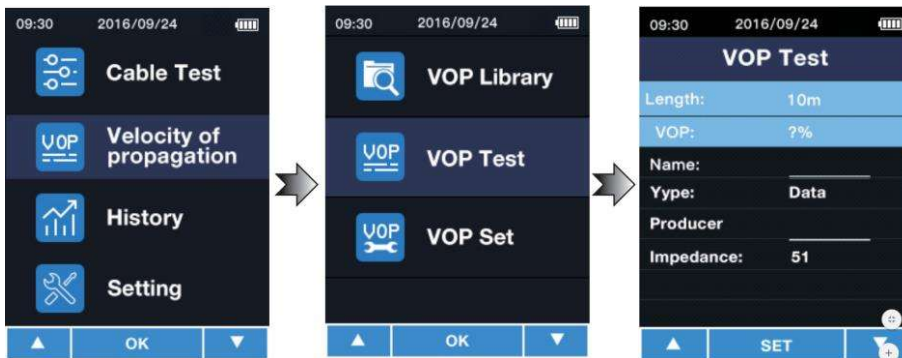 09:30 2016/09/24
Cable Test
VOP
Velocity of
propagation
History
Setting
▲ OK ▼
09:30 2016/09/24
VOP Library
VOP
VOP Test
VOP
VOP Set
▲ OK ▼
09:30 2016/09/24
VOP Test
Length: 10m
VOP: ?%
Name:
Yype: Data
Producer
Impedance: 51
▲ SET ▼